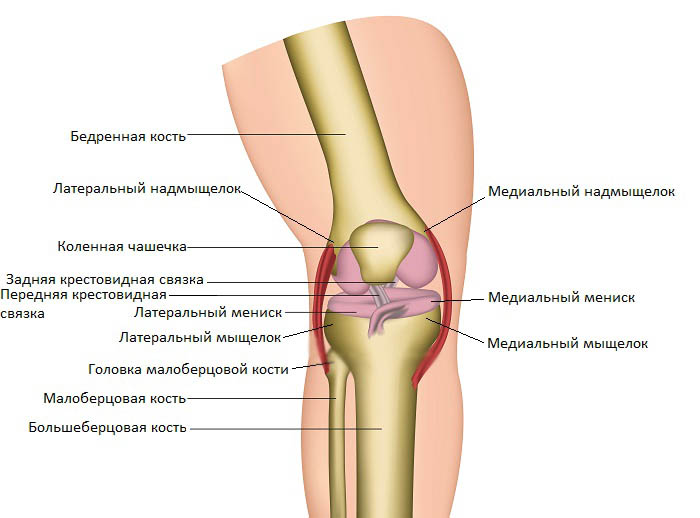 Бедренная кость
Латеральный надмыщелок
Медиальный надмыщелок
Коленная чашечка
Задняя крестовидная связка
Передняя крестовидная
связка
Медиальный мениск
Латеральный мениск
Латеральный мыщелок
Медиальный мыщелок
Головка малоберцовой кости
Малоберцовая кость
Большеберцовая кость